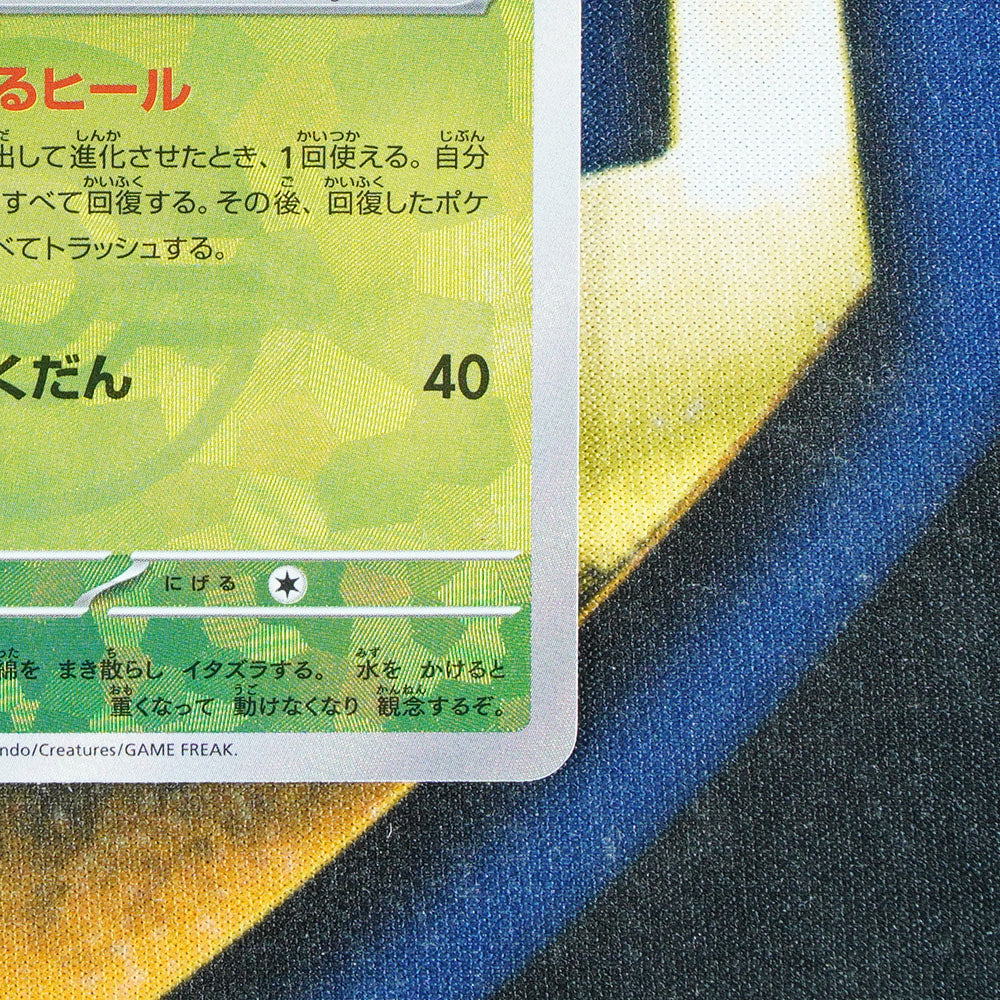 るヒール
出して進化させたとき、1回使える。自分
すべて回復する。その後、回復したポケ
べてトラッシュする。
くだん 40
にげる
綿を まき散らし イタズラする。 水を かけると
重くなって 動けなくなり 観念するぞ。
ndo/Creatures/GAME FREAK.